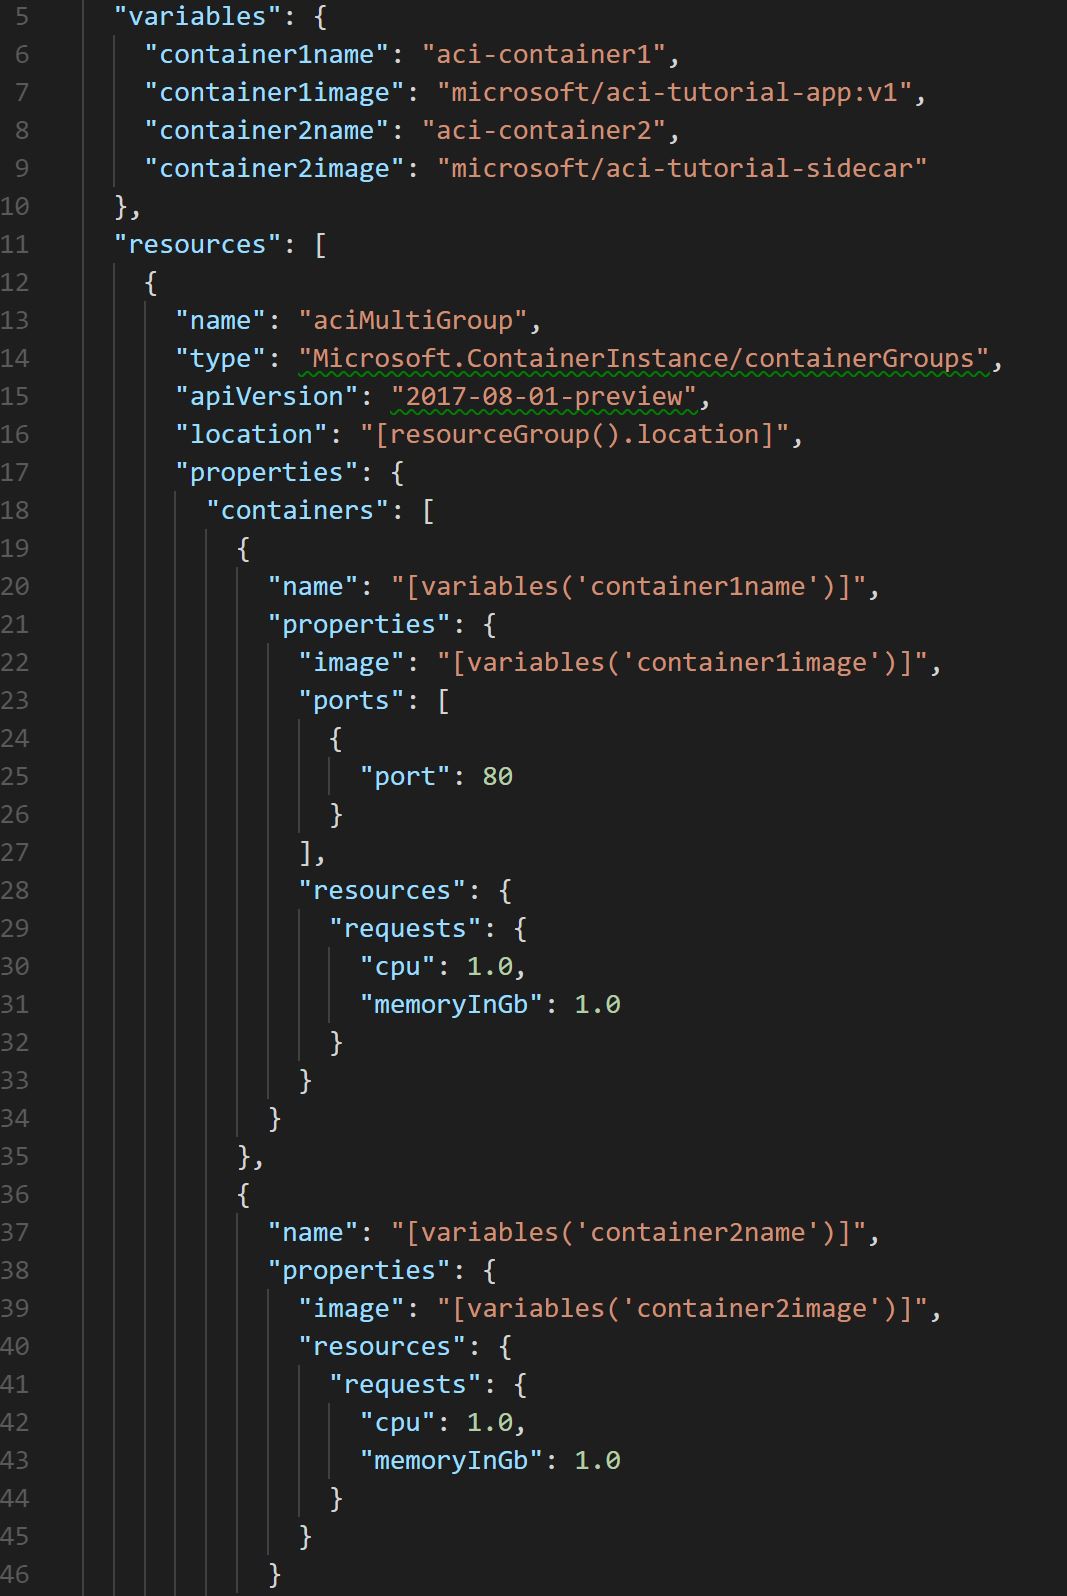 5 "variables": {
6 "container1name": "aci-container1",
7 "container1image": "microsoft/aci-tutorial-app:v1",
8 "container2name": "aci-container2",
9 "container2image": "microsoft/aci-tutorial-sidecar"
10 },
11 "resources": [
12 {
13 "name": "aciMultiGroup",
14 "type": "Microsoft.ContainerInstance/containerGroups",
15 "apiVersion": "2017-08-01-preview",
16 "location": "[resourceGroup().location]",
17 "properties": {
18 "containers": [
19 {
20 "name": "[variables('container1name')]",
21 "properties": {
22 "image": "[variables('container1image')]",
23 "ports": [
24 {
25 "port": 80
26 }
27 ],
28 "resources": {
29 "requests": {
30 "cpu": 1.0,
31 "memoryInGb": 1.0
32 }
33 }
34 }
35 },
36 {
37 "name": "[variables('container2name')]",
38 "properties": {
39 "image": "[variables('container2image')]",
40 "resources": {
41 "requests": {
42 "cpu": 1.0,
43 "memoryInGb": 1.0
44 }
45 }
46 }